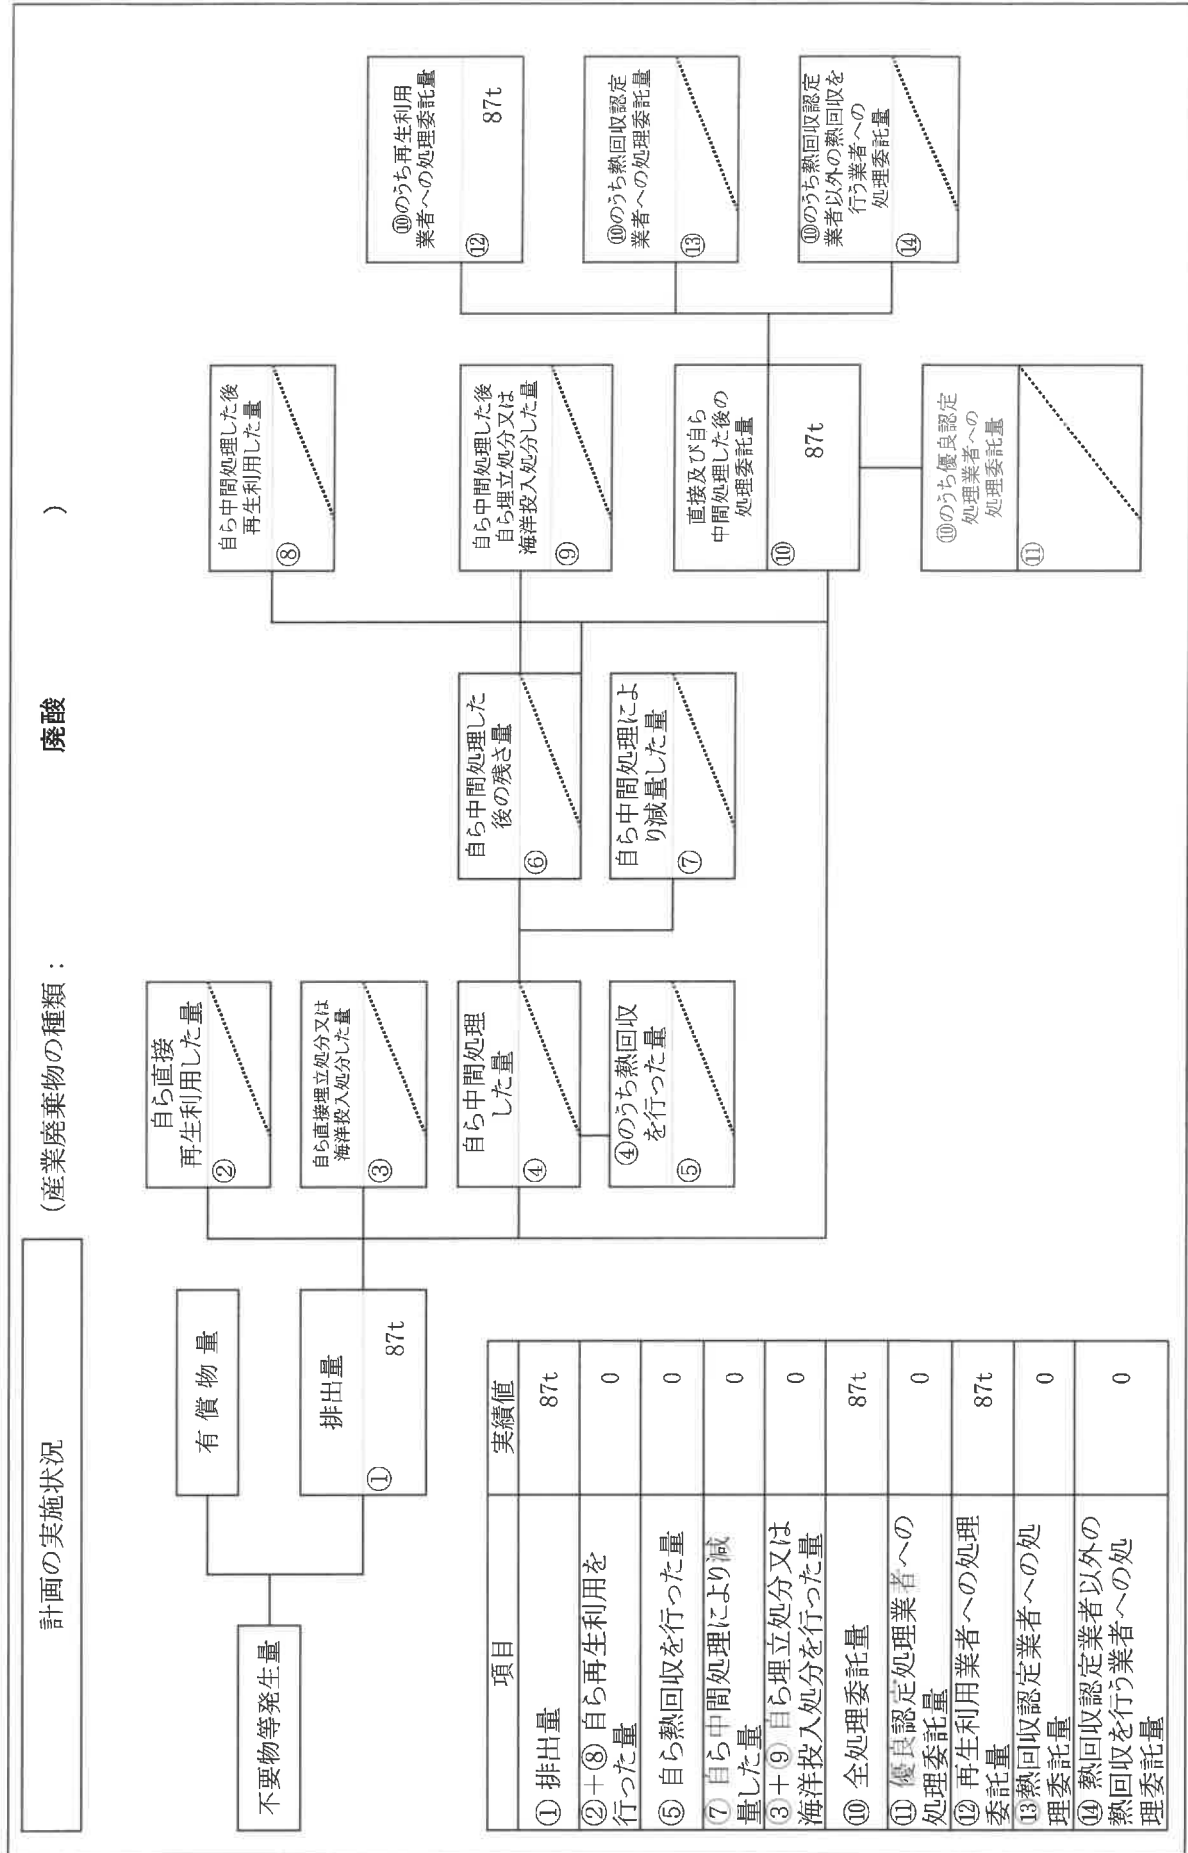 計画の実施状況
(産業廃棄物の種類：
廃酸
)
不要物等発生量
有償物量
排出量
①
87t
自ら直接
再生利用した量
②
自ら直接埋立処分又は
海洋投入処分した量
③
自ら中間処理
した量
④
④のうち熱回収
を行った量
⑤
自ら中間処理した
後の残さ量
⑥
自ら中間処理によ
り減量した量
⑦
自ら中間処理した後
再生利用した量
⑧
自ら中間処理した後
自ら埋立処分又は
海洋投入処分した量
⑨
直接及び自ら
中間処理した後の
処理委託量
⑩
87t
⑩のうち優良認定
処理業者への
処理委託量
⑪
⑩のうち再生利用
業者への処理委託量
⑫
87t
⑩のうち熱回収認定
業者への処理委託量
⑬
⑩のうち熱回収認定
業者以外の熱回収を
行う業者への
処理委託量
⑭
項目 実績値
① 排出量 87t
②＋⑧ 自ら再生利用を
行った量 0
⑤ 自ら熱回収を行った量 0
⑦ 自ら中間処理により減
量した量 0
③＋⑨ 自ら埋立処分又は
海洋投入処分を行った量 0
⑩ 全処理委託量 87t
⑪ 優良認定処理業者への
処理委託量 0
⑫ 再生利用業者への処理
委託量 87t
⑬熱回収認定業者への処
理委託量 0
⑭ 熱回収認定業者以外の
熱回収を行う業者への処
理委託量 0